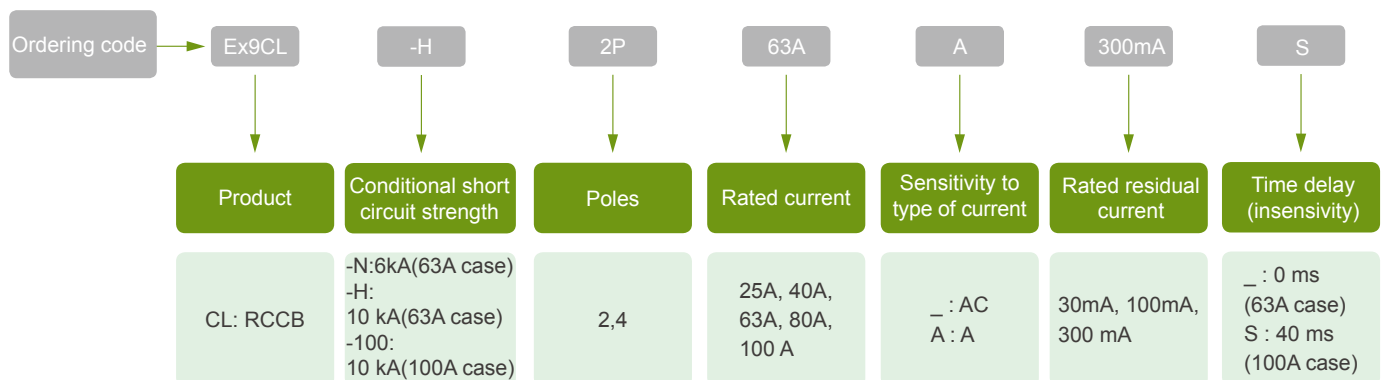 Ordering code
Ex9CL
-H
2P
63A
A
300mA
S
Product
Conditional short
circuit strength
Poles
Rated current
Sensitivity to
type of current
Rated residual
current
Time delay
(insensivity)
CL: RCCB
-N:6kA(63A case)
-H:
10 kA(63A case)
-100:
10 kA(100A case)
2,4
25A, 40A,
63A, 80A,
100 A
_ : AC
A : A
30mA, 100mA,
300 mA
_ : 0 ms
(63A case)
S : 40 ms
(100A case)